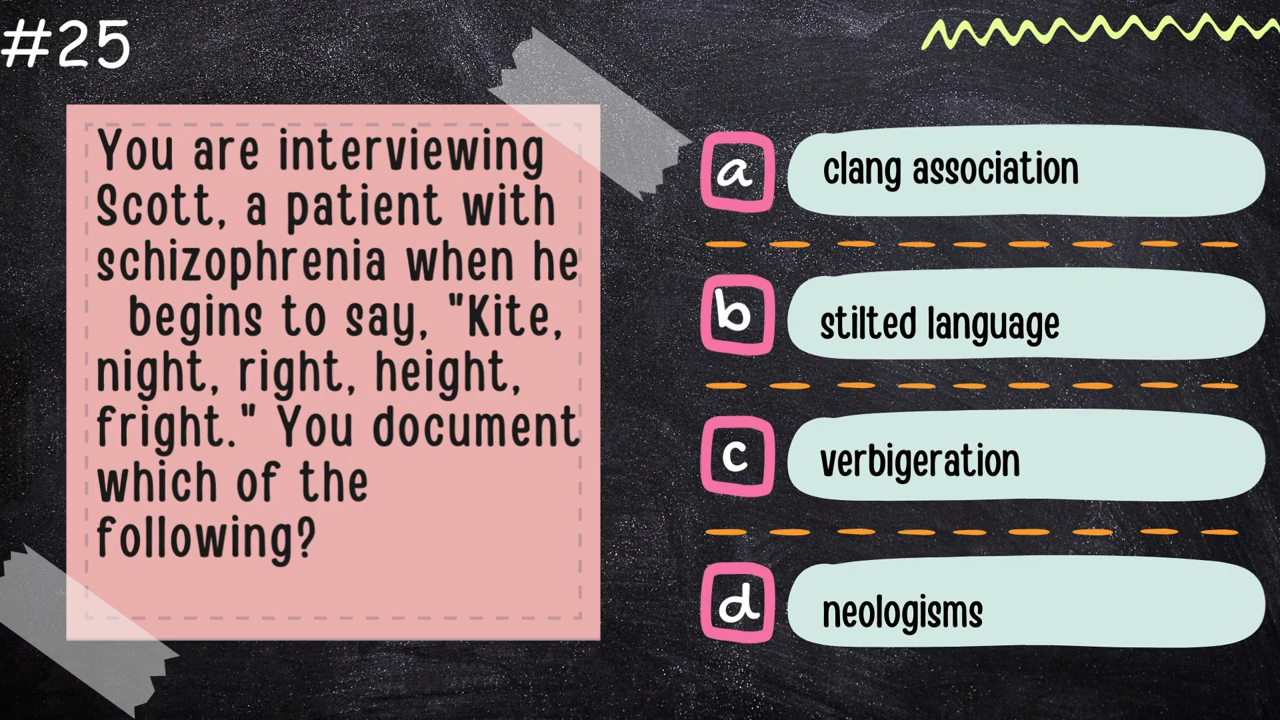 #25
You are interviewing
Scott, a patient with
schizophrenia when he
begins to say, "Kite,
night, right, height,
fright." You document
which of the
following?
a clang association
b stilted language
c verbigeration
d neologisms